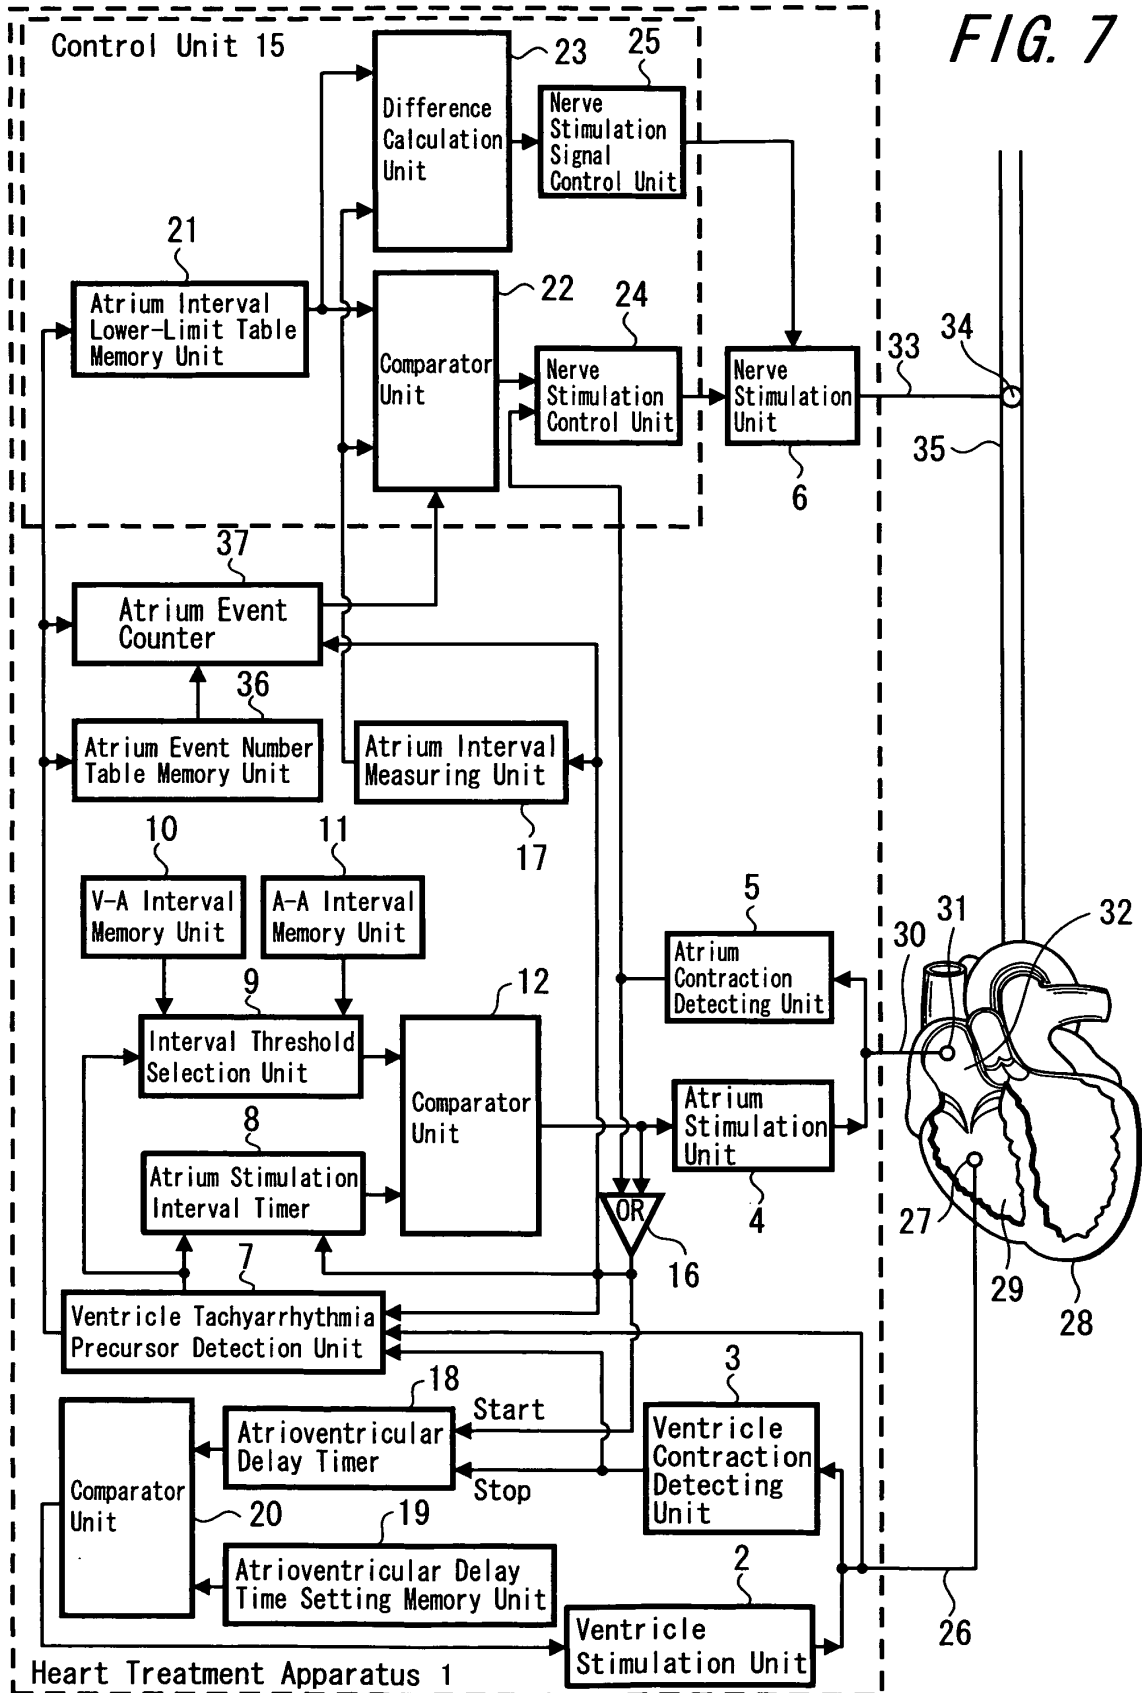 FIG. 7
Control Unit 15
23
25
Difference
Calculation
Unit
Nerve
Stimulation
Signal
Control Unit
21
Atrium Interval
Lower-Limit Table
Memory Unit
22
Comparator
Unit
24
Nerve
Stimulation
Control Unit
Nerve
Stimulation
Unit
6
33
34
35
37
Atrium Event
Counter
36
Atrium Event Number
Table Memory Unit
Atrium Interval
Measuring Unit
17
10
V-A Interval
Memory Unit
11
A-A Interval
Memory Unit
9
Interval Threshold
Selection Unit
12
Comparator
Unit
8
Atrium Stimulation
Interval Timer
5
Atrium
Contraction
Detecting Unit
30
31
32
Atrium
Stimulation
Unit
4
OR
16
27
29
28
7
Ventricle Tachyarrhythmia
Precursor Detection Unit
18
Atrioventricular
Delay Timer
Start
Stop
3
Ventricle
Contraction
Detecting
Unit
Comparator
Unit
20
19
Atrioventricular Delay
Time Setting Memory Unit
2
Ventricle
Stimulation Unit
26
Heart Treatment Apparatus 1